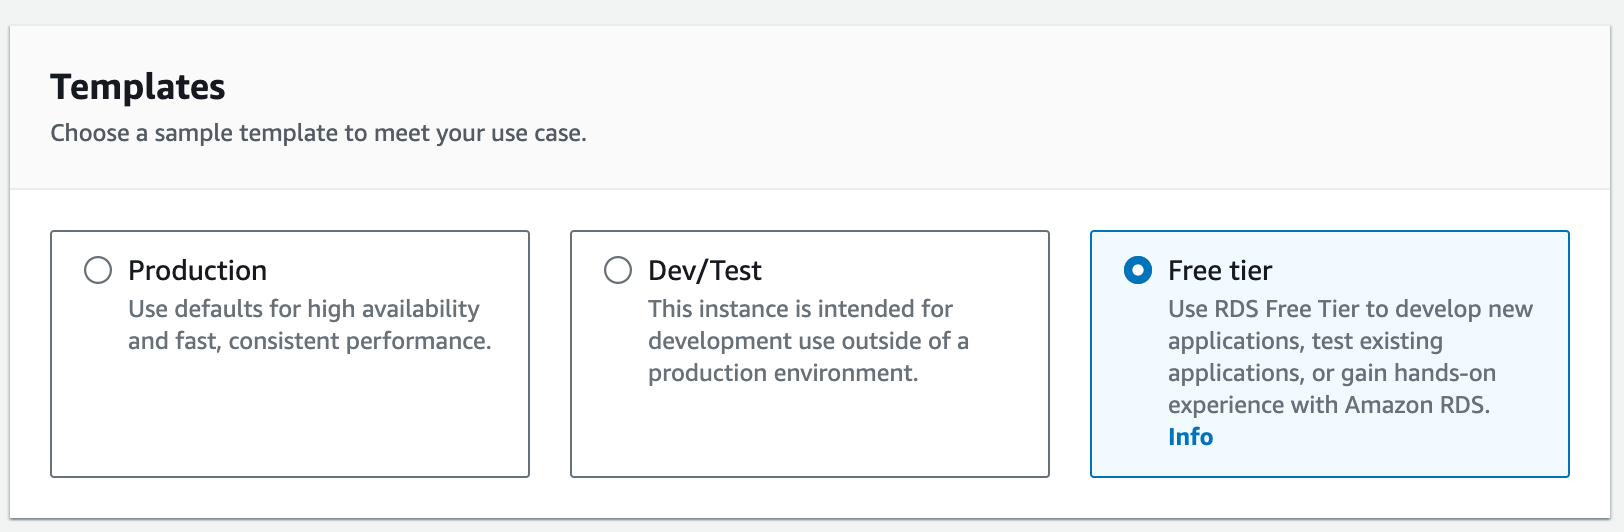 Templates
Choose a sample template to meet your use case.
Production
Use defaults for high availability
and fast, consistent performance.
Dev/Test
This instance is intended for
development use outside of a
production environment.
Free tier
Use RDS Free Tier to develop new
applications, test existing
applications, or gain hands-on
experience with Amazon RDS.
Info